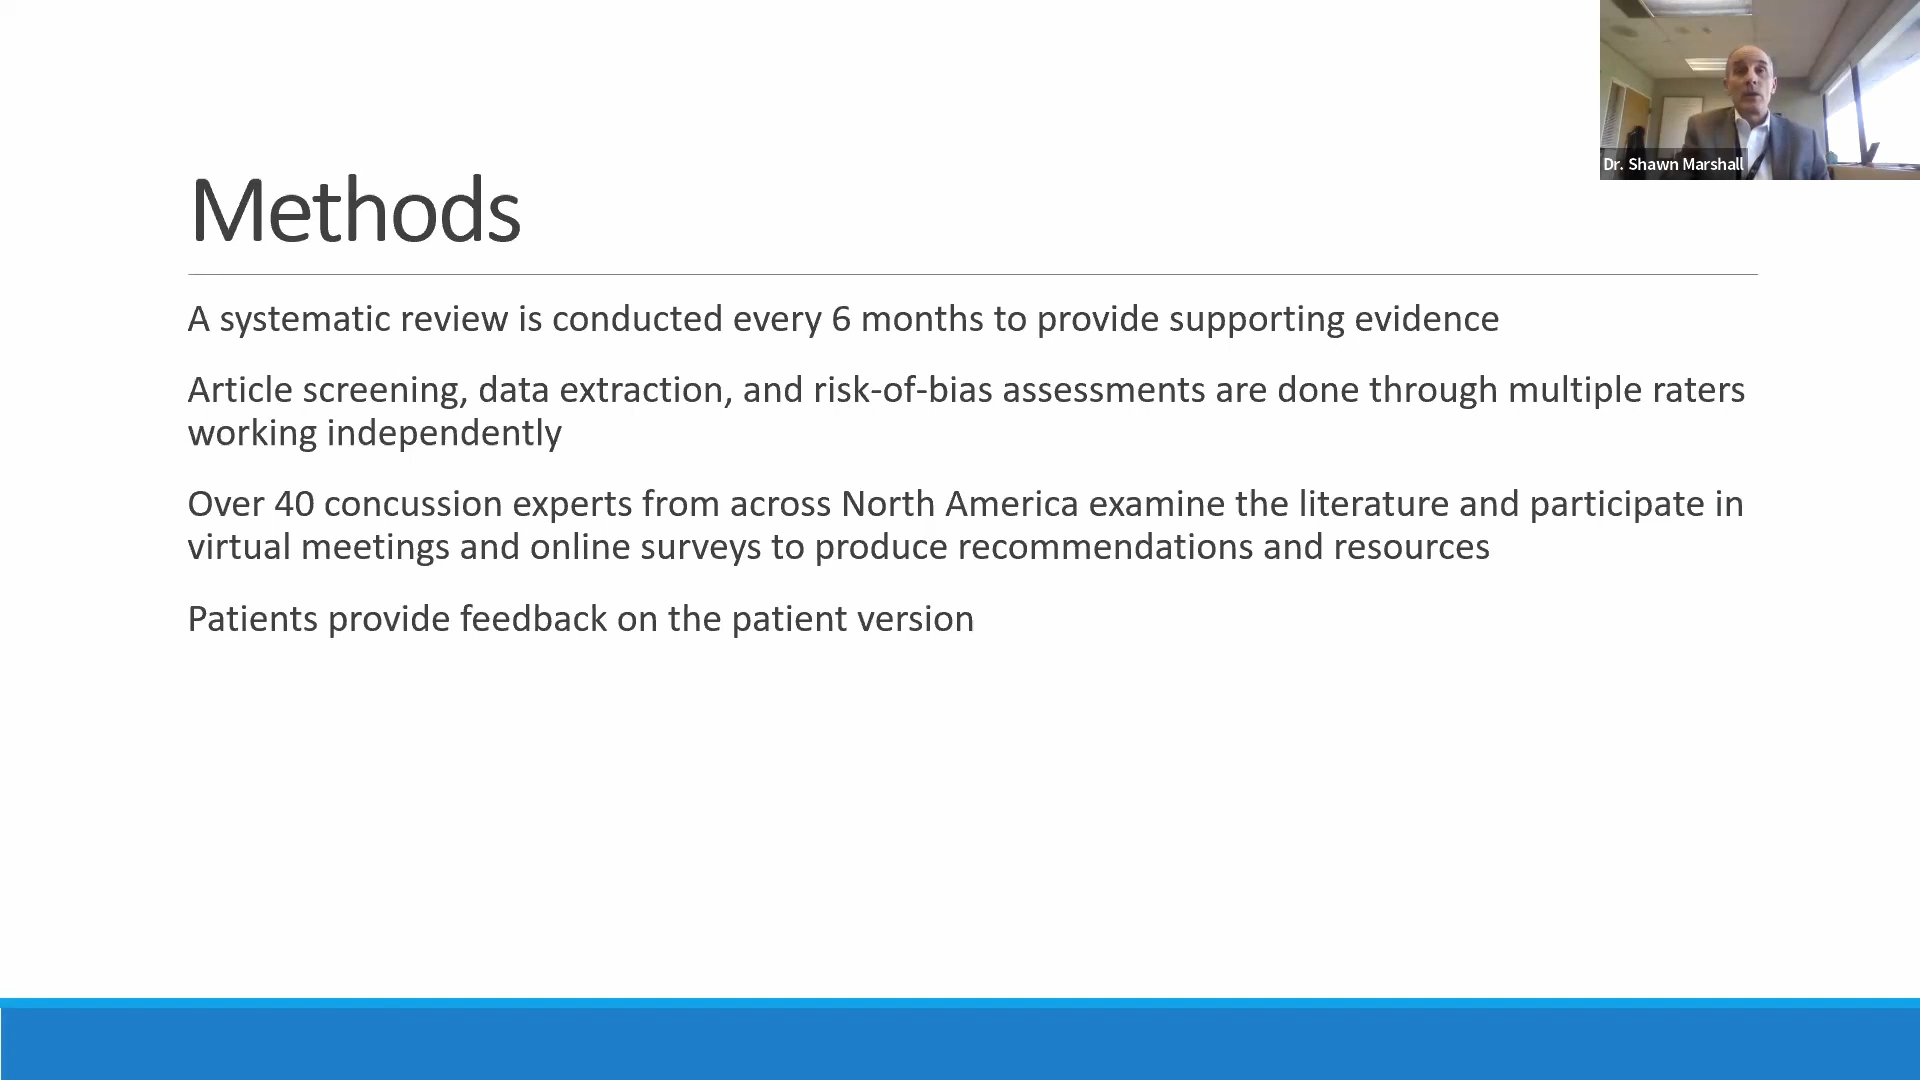 Dr. Shawn Marshall
Methods
A systematic review is conducted every 6 months to provide supporting evidence
Article screening, data extraction, and risk-of-bias assessments are done through multiple raters
working independently
Over 40 concussion experts from across North America examine the literature and participate in
virtual meetings and online surveys to produce recommendations and resources
Patients provide feedback on the patient version